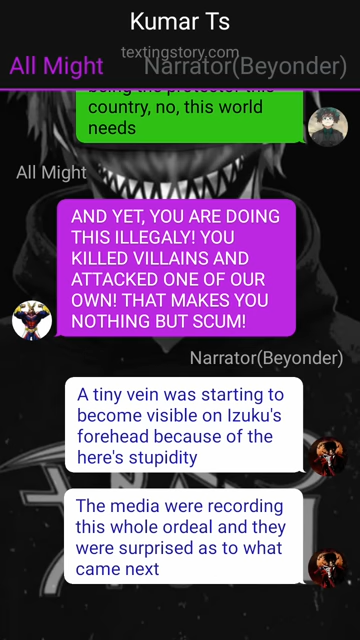 Kumar Ts
textingstory.com
All Might Narrator(Beyonder)
being the protector this
country, no, this world
needs
All Might
AND YET, YOU ARE DOING
THIS ILLEGALY! YOU
KILLED VILLAINS AND
ATTACKED ONE OF OUR
OWN! THAT MAKES YOU
NOTHING BUT SCUM!
Narrator(Beyonder)
A tiny vein was starting to
become visible on Izuku's
forehead because of the
here's stupidity
The media were recording
this whole ordeal and they
were surprised as to what
came next